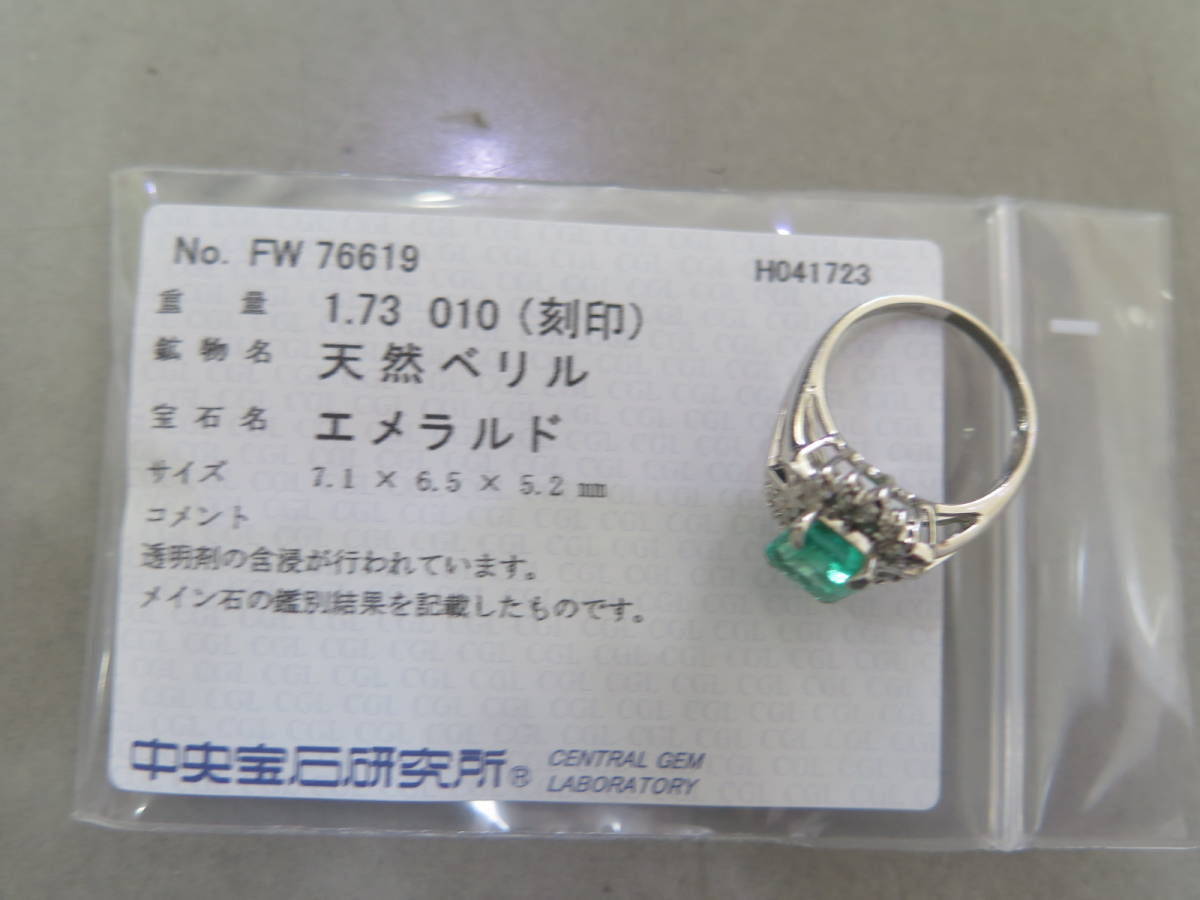 No. FW 76619
H041723
重量 1.73 010 (刻印)
鉱物名 天然ベリル
宝石名 エメラルド
サイズ 7.1 × 6.5 × 5.2 mm
コメント
透明剤の含浸が行われています。
メイン石の鑑別結果を記載したものです。
中央宝石研究所® CENTRAL GEM
LABORATORY